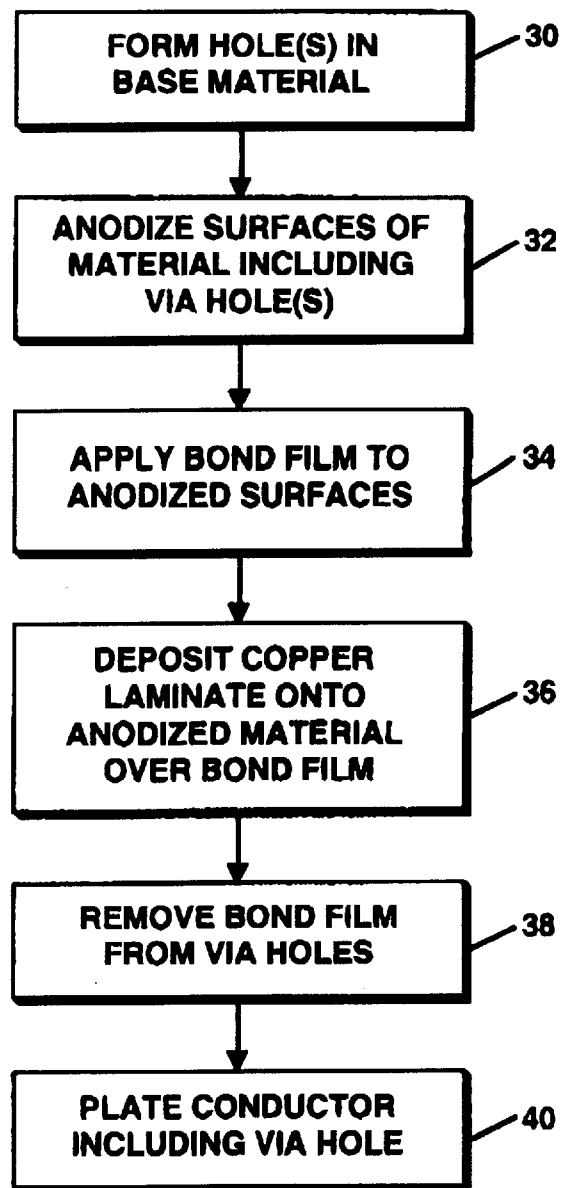 FORM HOLE(S) IN
BASE MATERIAL
30
ANODIZE SURFACES OF
MATERIAL INCLUDING
VIA HOLE(S)
32
APPLY BOND FILM TO
ANODIZED SURFACES
34
DEPOSIT COPPER
LAMINATE ONTO
ANODIZED MATERIAL
OVER BOND FILM
36
REMOVE BOND FILM
FROM VIA HOLES
38
PLATE CONDUCTOR
INCLUDING VIA HOLE
40